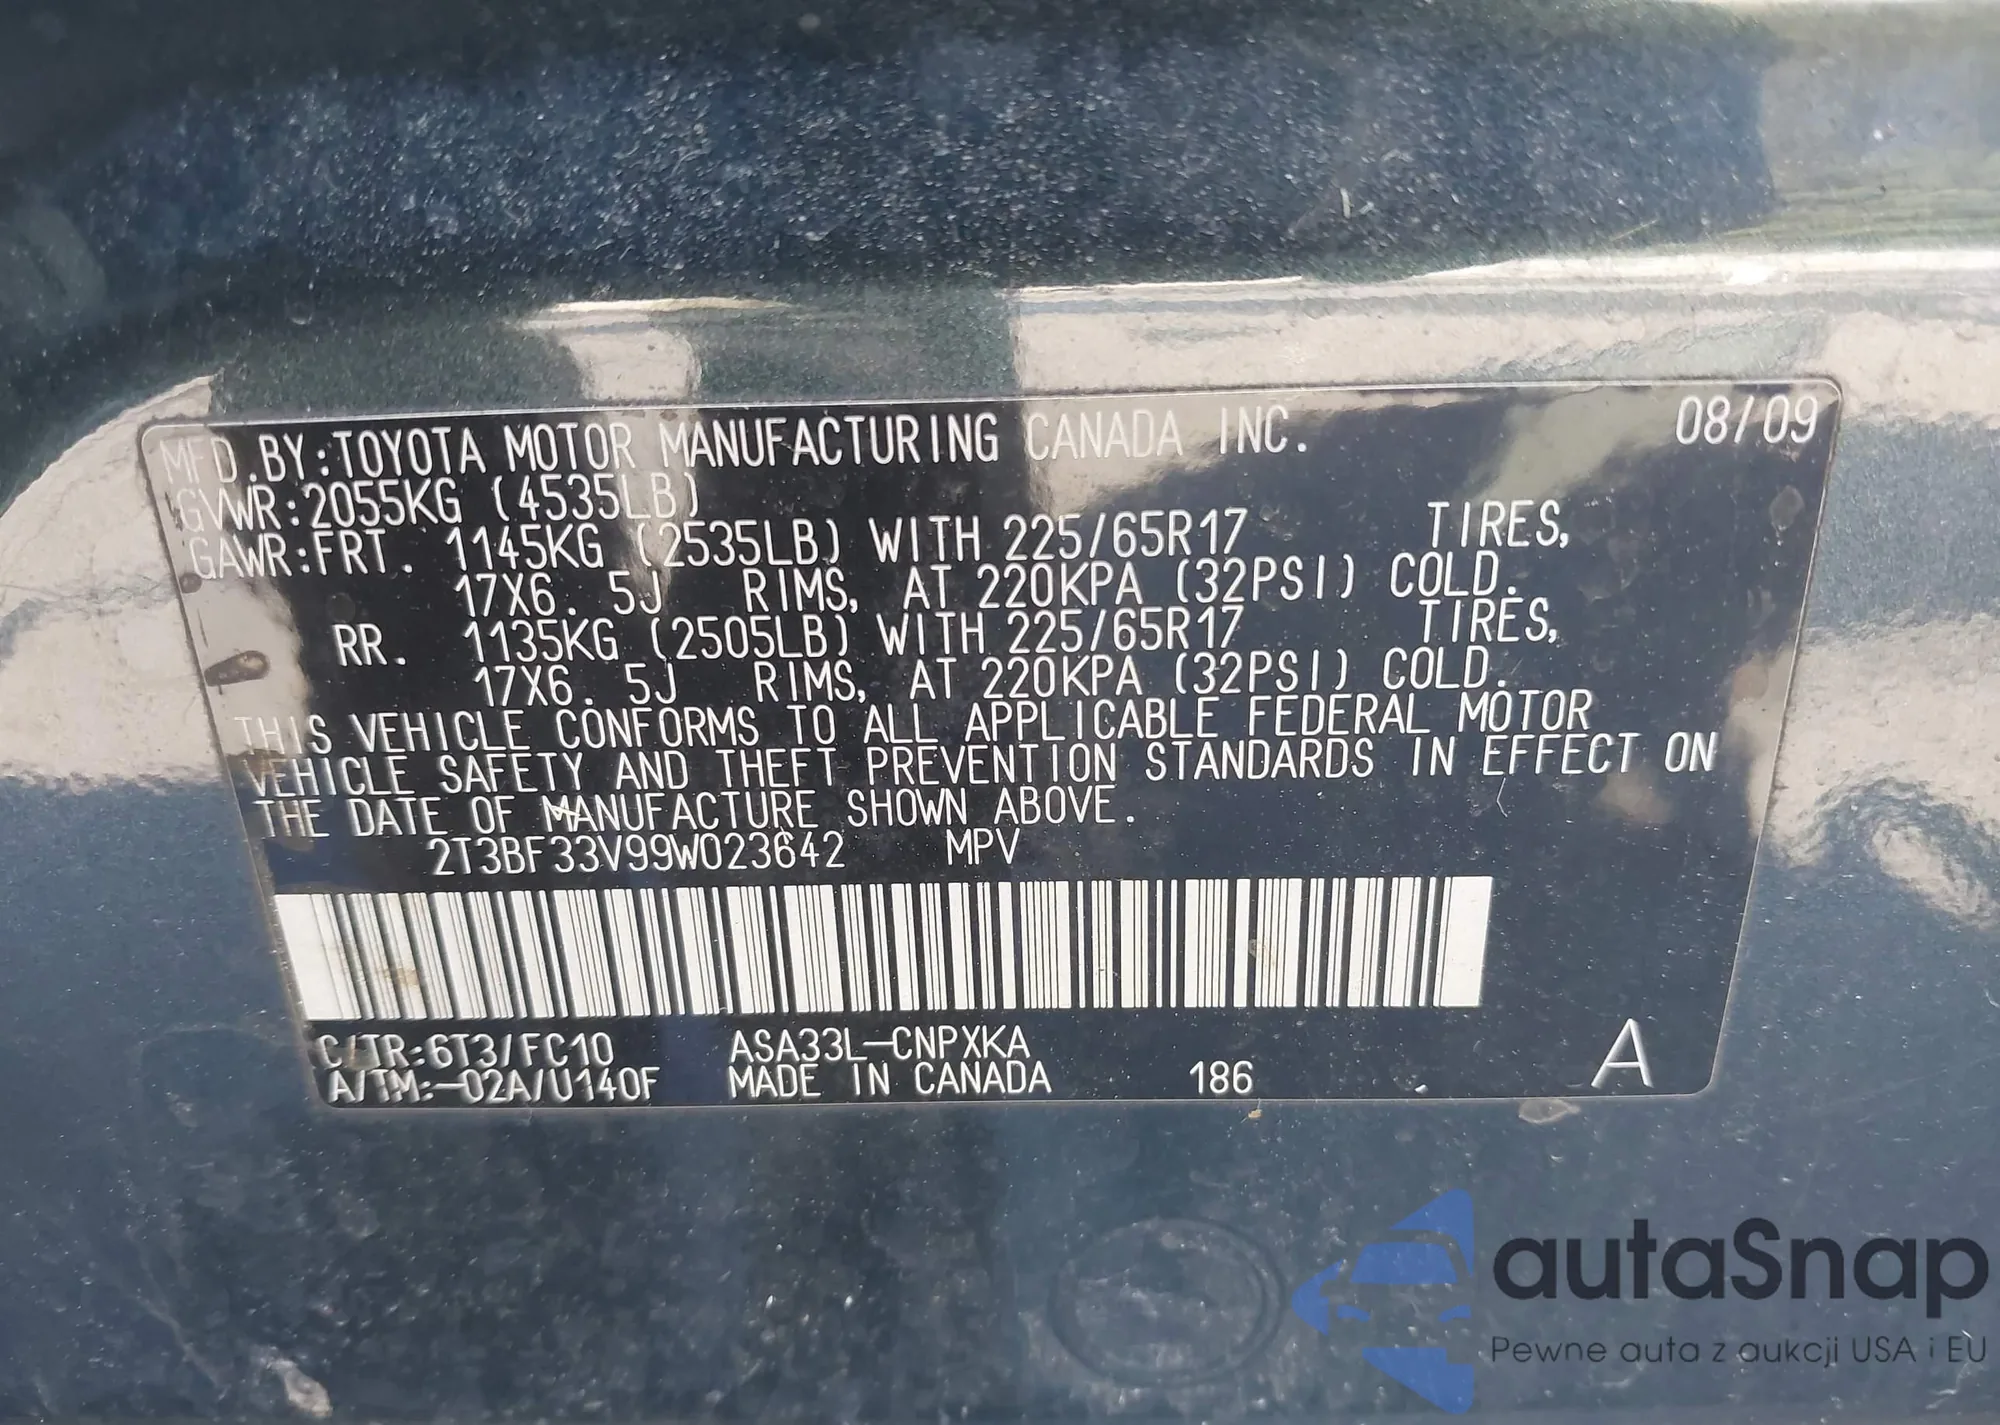 MFD.BY:TOYOTA MOTOR MANUFACTURING CANADA INC. 08/09
GVWR:2055KG (4535LB)
GAWR:FRT. 1145KG (2535LB) WITH 225/65R17 TIRES,
17X6.5J RIMS, AT 220KPA (32PSI) COLD.
RR. 1135KG (2505LB) WITH 225/65R17 TIRES,
17X6.5J RIMS, AT 220KPA (32PSI) COLD.
THIS VEHICLE CONFORMS TO ALL APPLICABLE FEDERAL MOTOR
VEHICLE SAFETY AND THEFT PREVENTION STANDARDS IN EFFECT ON
THE DATE OF MANUFACTURE SHOWN ABOVE.
2T3BF33V99W023642 MPV
C/TR:6T3/FC10 ASA33L-CNPXKA A
A/TM:-02A/U140F MADE IN CANADA 186
autaSnap
Pewne auta z aukcji USA i EU